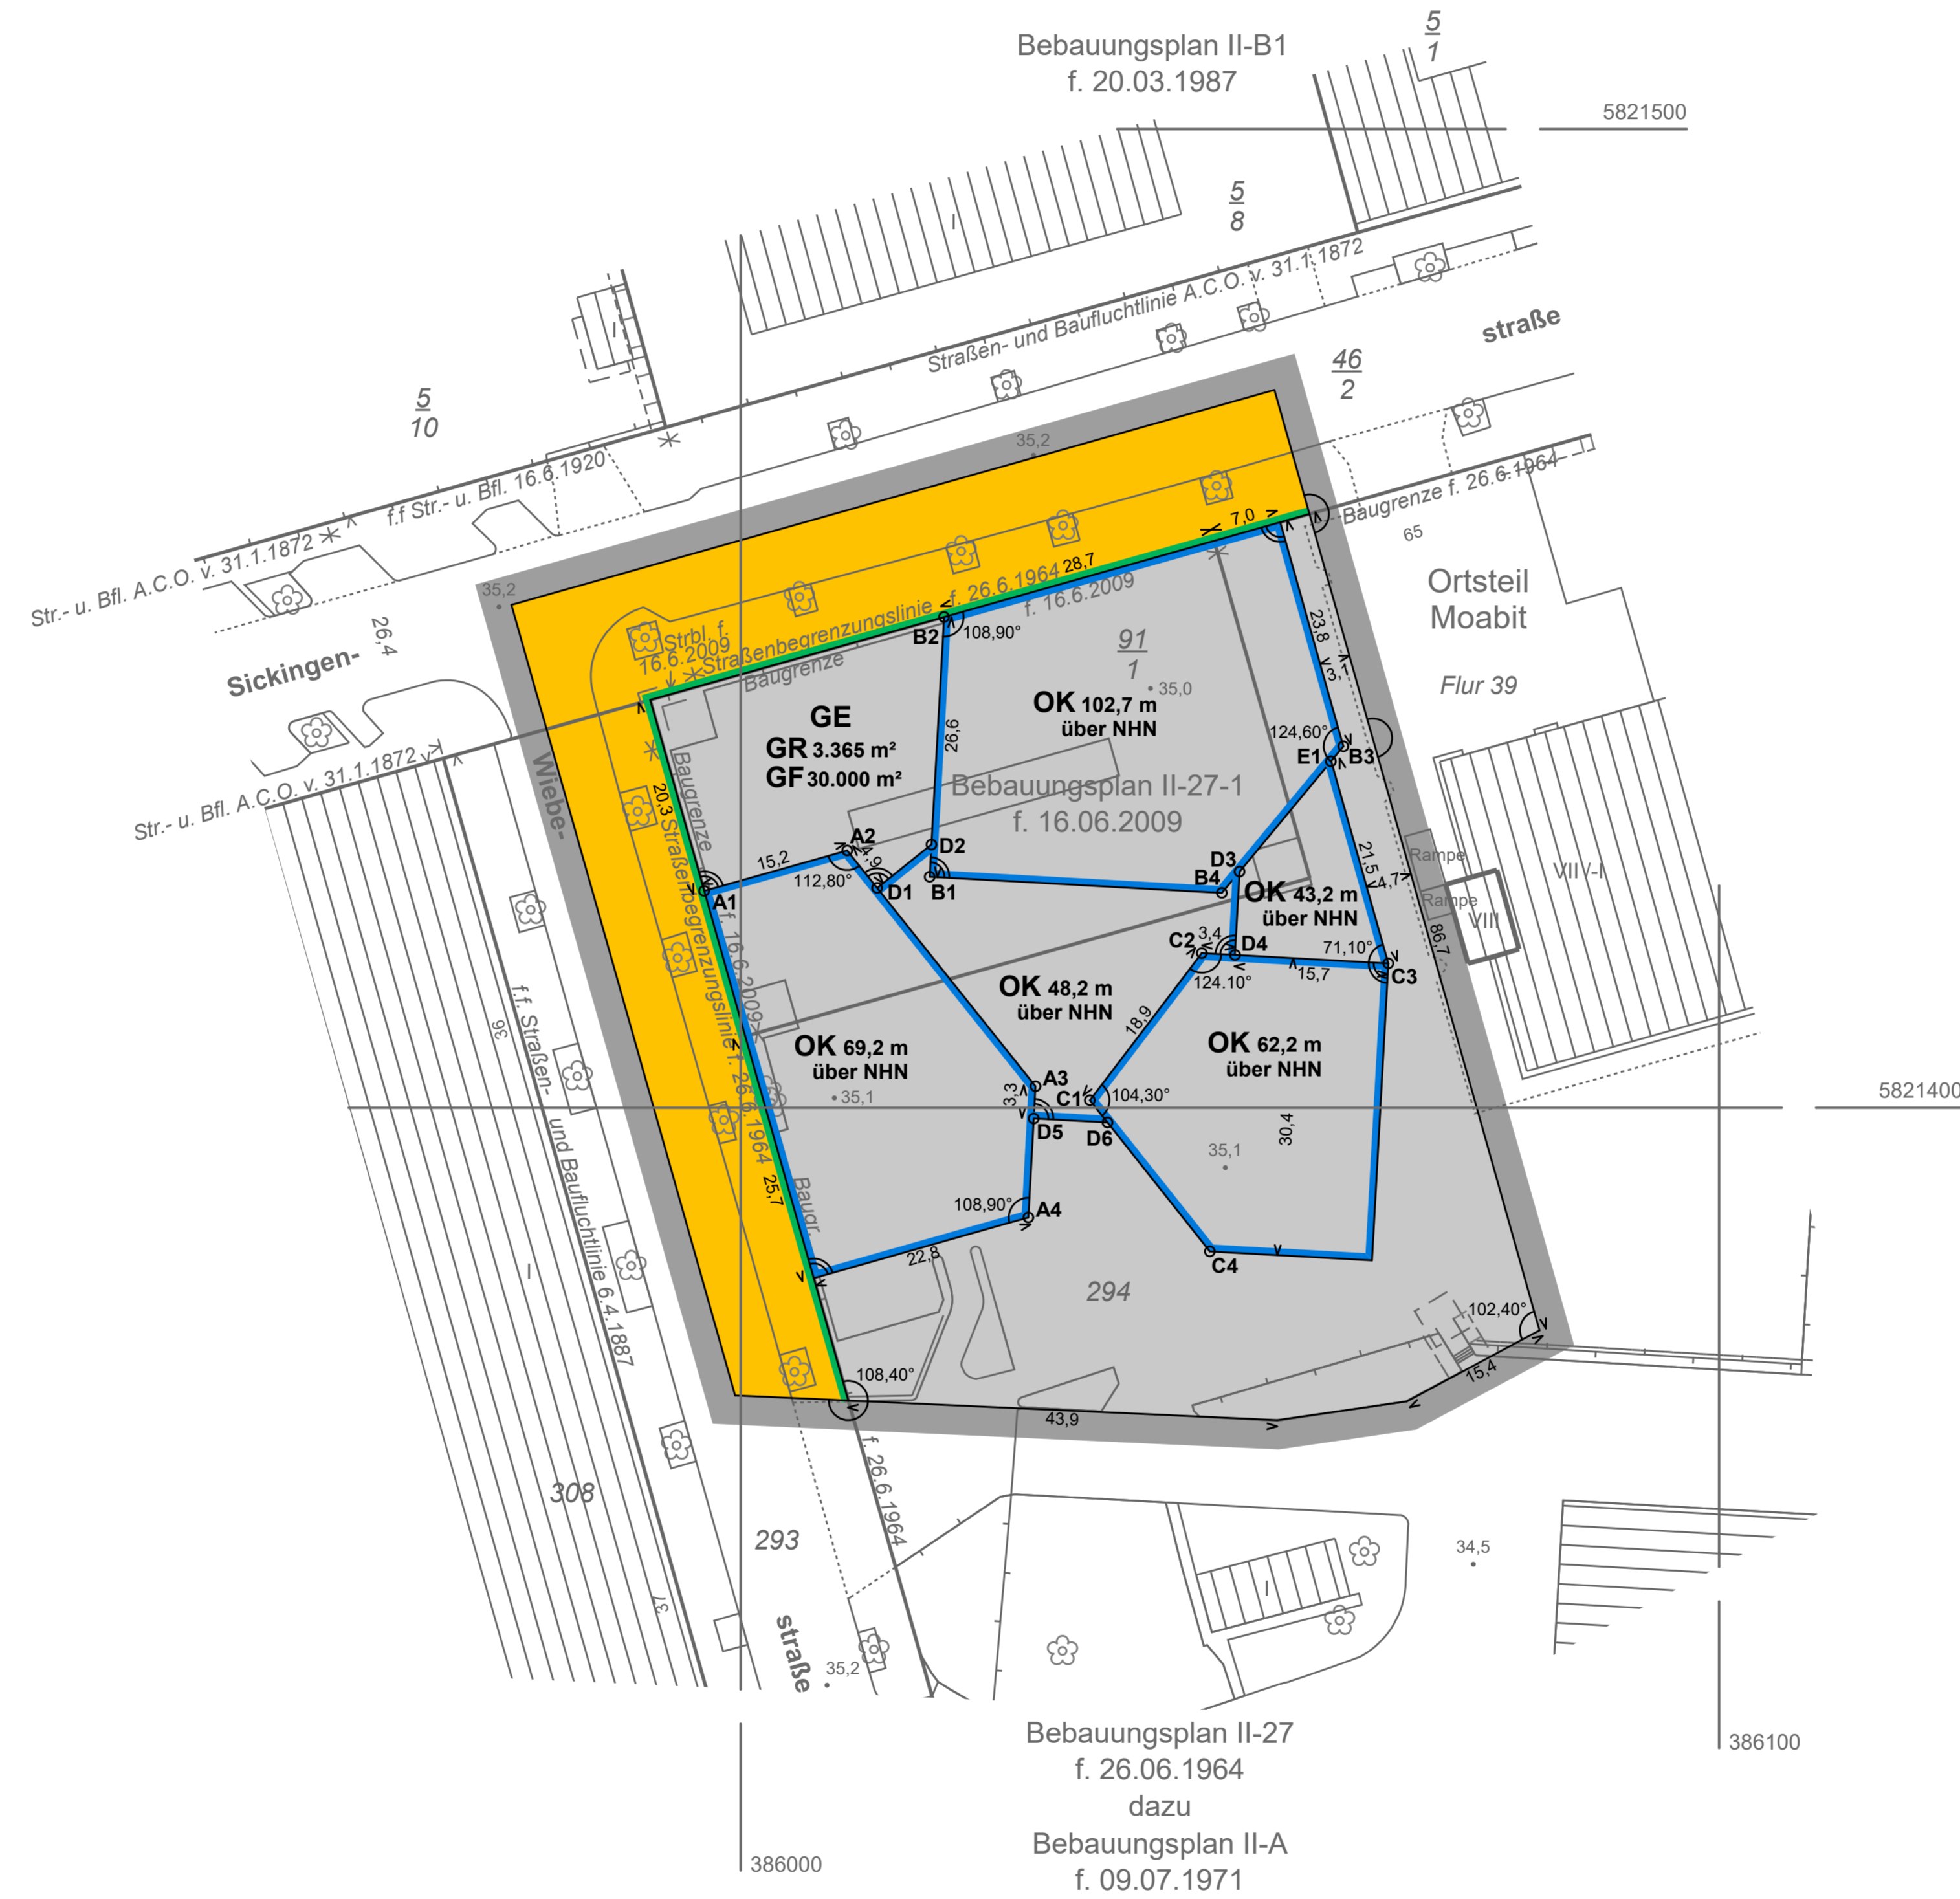 Bebauungsplan II-B1
f. 20.03.1987
5
1
5821500
5
8
Straßen- und Baufluchtlinie A.C.O. v. 31.1.1872
straße
46
2
5
10
I
I
35,2
f.f Str.- u. Bfl. 16.6.1920
Str.- u. Bfl. A.C.O. v. 31.1.1872
Baugrenze f. 26.6.1964
65
7,0
28,7
35,2
26,4
Sickingen-
Ortsteil
Moabit
Flur 39
Strbl. f.
16.6.2009
Straßenbegrenzungslinie f. 26.6.1964
f. 16.6.2009
Baugrenze
B2
108,90°
91
1
35,0
OK 102,7 m
über NHN
GE
GR 3.365 m²
GF 30.000 m²
23,8
3,1
124,60°
E1
B3
26,6
Bebauungsplan II-27-1
f. 16.06.2009
Str.- u. Bfl. A.C.O. v. 31.1.1872
Wiebe-
Baugrenze
20,3
A2
15,2
4,9
112,80°
A1
D1
D2
B1
D3
B4
OK 43,2 m
über NHN
21,5
4,7
Rampe
Rampe
VII/-I
VIII
86,7
C2
3,4
D4
71,10°
C3
15,7
124.10°
18,9
Straßenbegrenzungslinie f. 26.6.1964
f. 16.6.2009
OK 48,2 m
über NHN
OK 69,2 m
über NHN
35,1
OK 62,2 m
über NHN
A3
3,3
C1
104,30°
D5
D6
5821400
30,4
35,1
36
f.f. Straßen- und Baufluchtlinie 6.4.1887
I
25,7
Baugr.
108,90°
A4
22,8
C4
294
102,40°
15,4
108,40°
43,9
f. 26.6.1964
308
293
37
straße
35,2
I
34,5
Bebauungsplan II-27
f. 26.06.1964
dazu
Bebauungsplan II-A
f. 09.07.1971
386100
386000